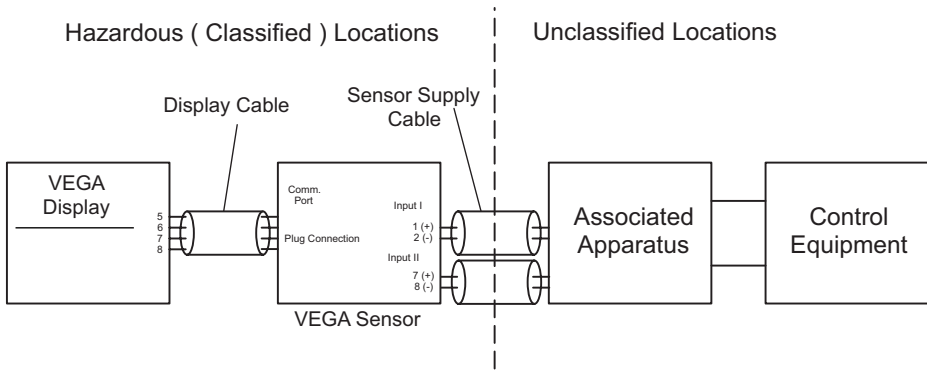 Hazardous ( Classified ) Locations
Unclassified Locations
Display Cable
Sensor Supply
Cable
VEGA
Display
5
6
7
8
Comm.
Port
Plug Connection
Input I
1 (+)
2 (-)
Input II
7 (+)
8 (-)
VEGA Sensor
Associated
Apparatus
Control
Equipment